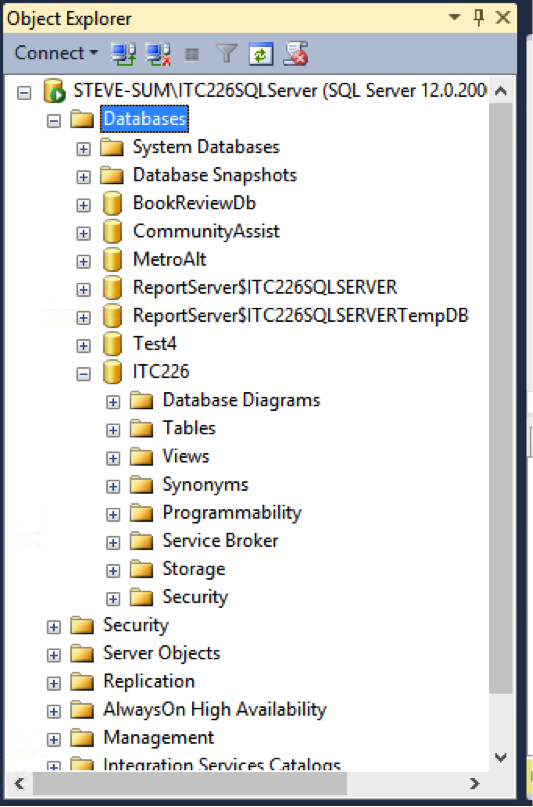 Object Explorer
Connect
STEVE-SUM\ITC226SQLServer (SQL Server 12.0.200
Databases
System Databases
Database Snapshots
BookReviewDb
CommunityAssist
MetroAlt
ReportServer$ITC226SQLSERVER
ReportServer$ITC226SQLSERVERTempDB
Test4
ITC226
Database Diagrams
Tables
Views
Synonyms
Programmability
Service Broker
Storage
Security
Security
Server Objects
Replication
AlwaysOn High Availability
Management
Integration Services Catalogs